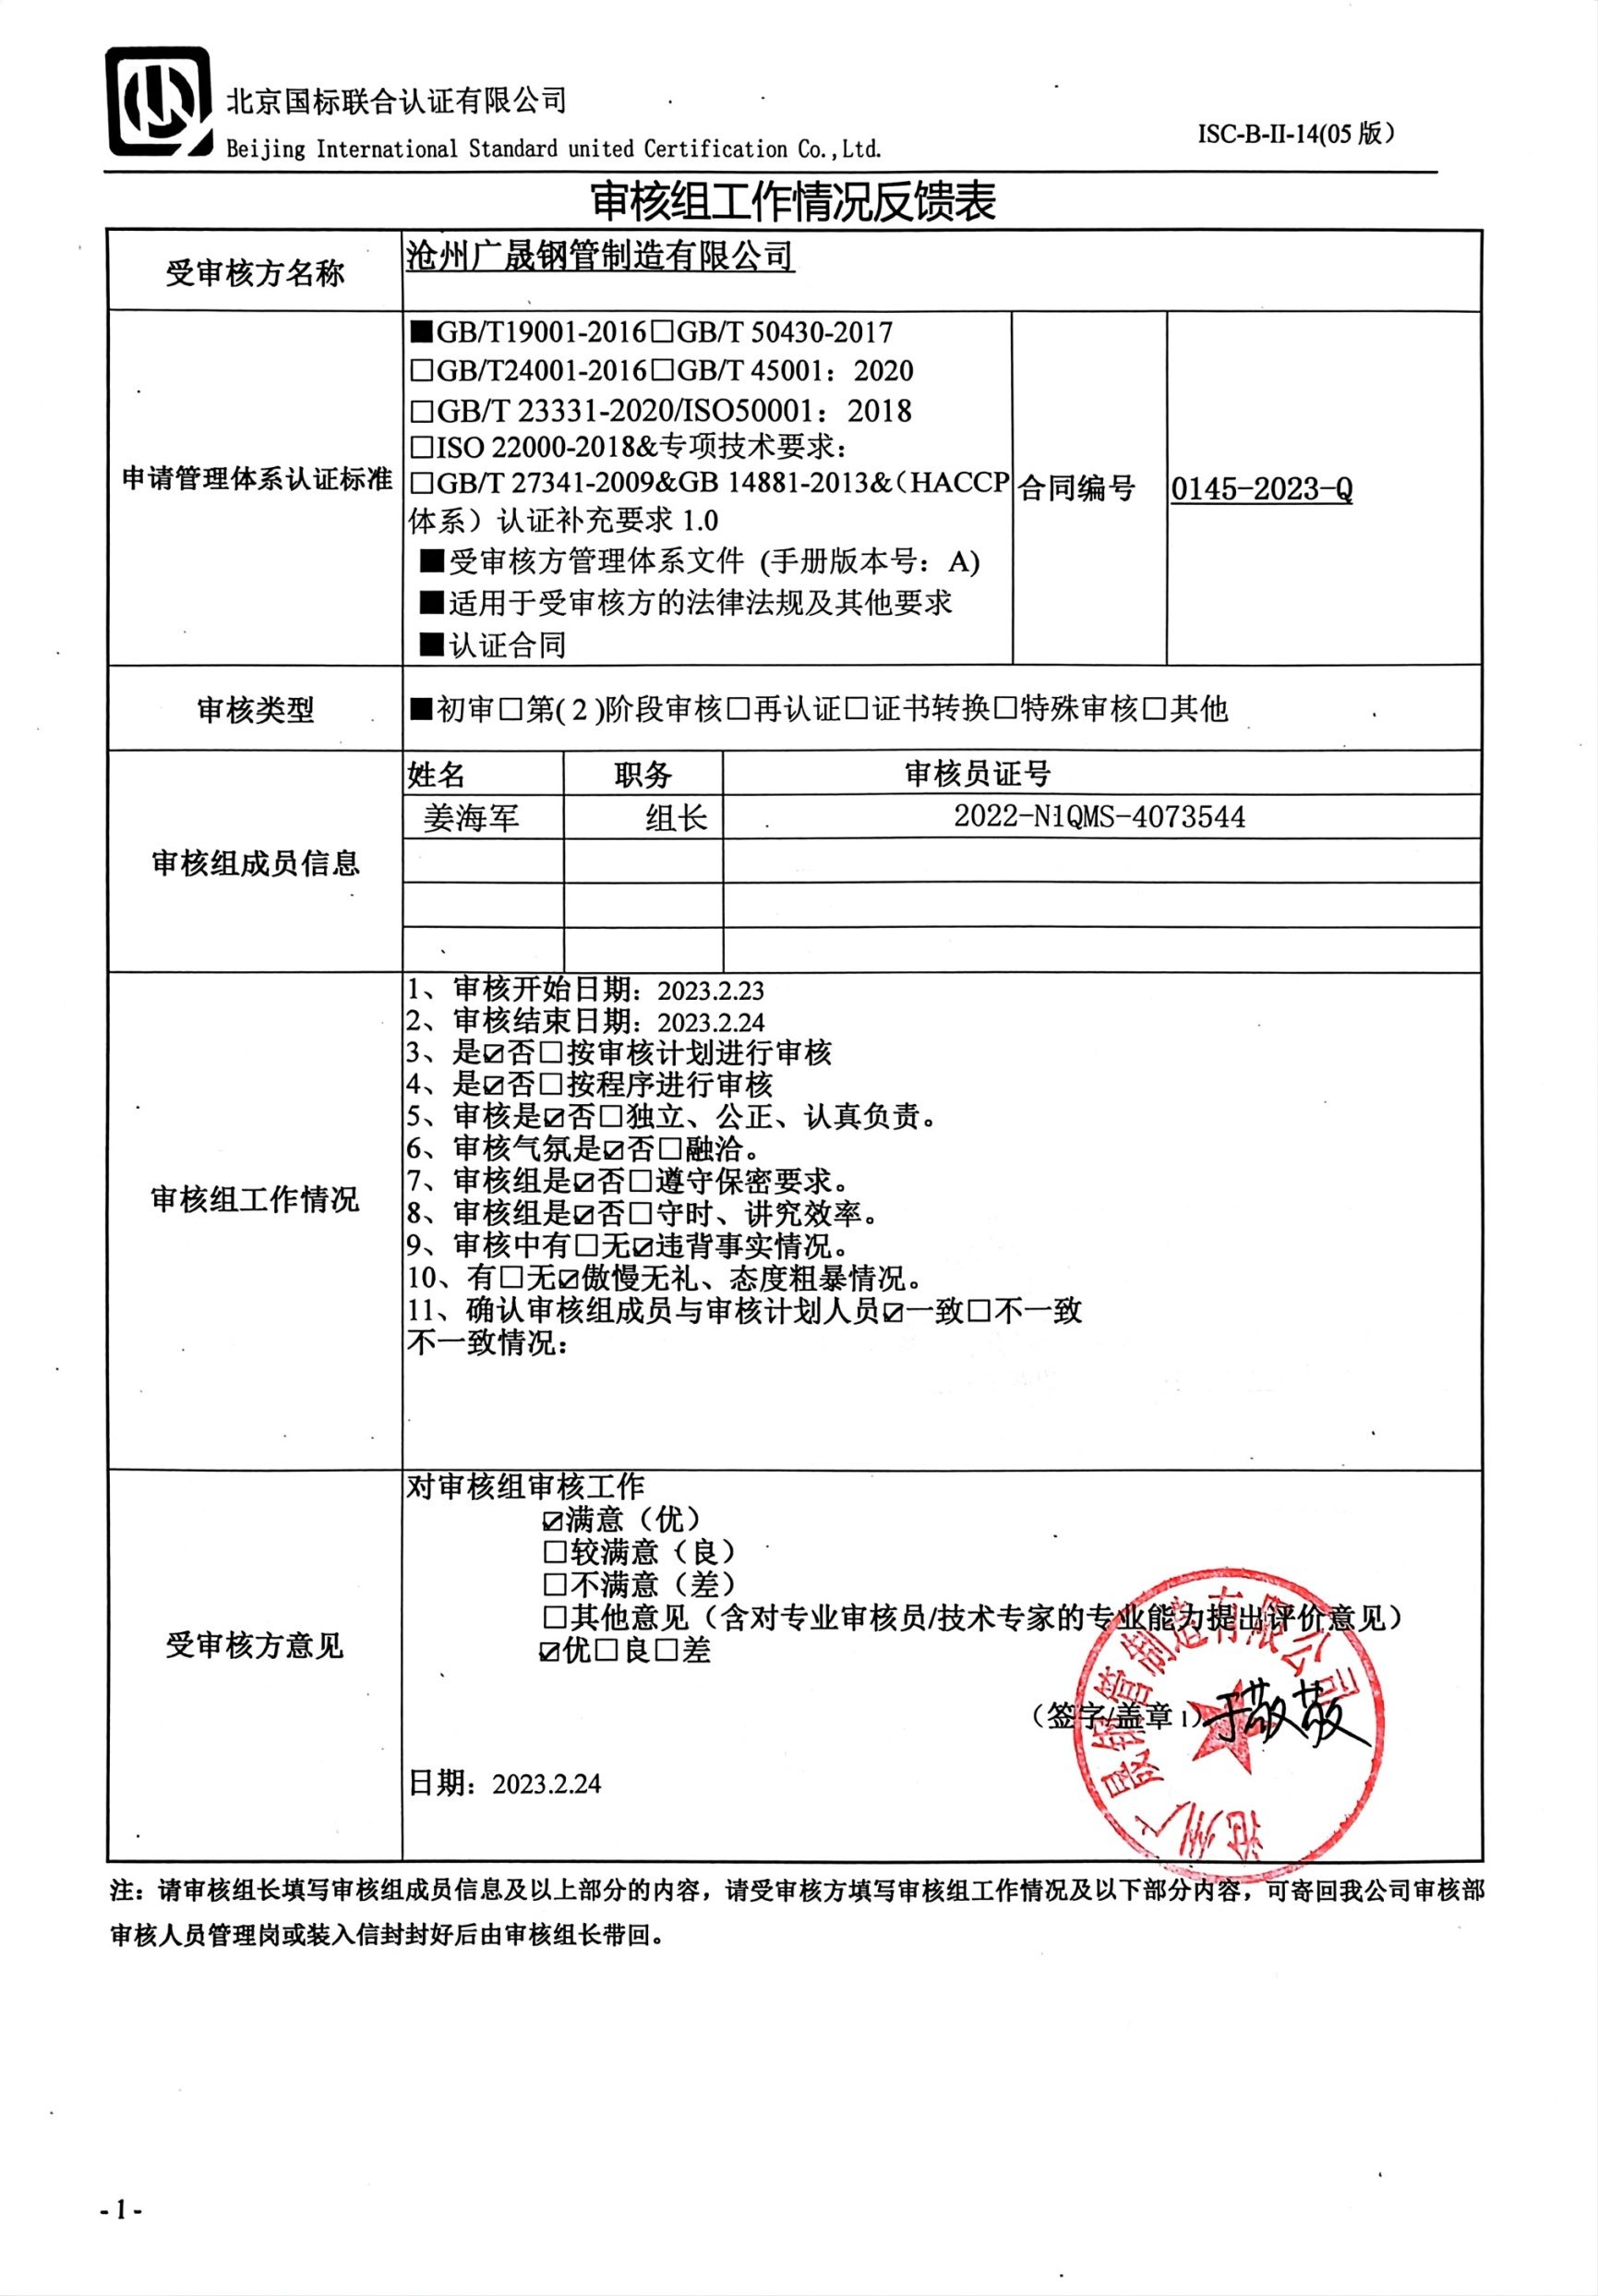 北京国标联合认证有限公司
Beijing International Standard united Certification Co.,Ltd.
ISC-B-II-14(05 版)
审核组工作情况反馈表
受审核方名称
沧州广晟钢管制造有限公司
申请管理体系认证标准
■GB/T19001-2016□GB/T 50430-2017
□GB/T24001-2016□GB/T 45001：2020
□GB/T 23331-2020/ISO50001：2018
□ISO 22000-2018&专项技术要求:
□GB/T 27341-2009&GB 14881-2013&（HACCP
体系）认证补充要求 1.0
■受审核方管理体系文件 (手册版本号：A)
■适用于受审核方的法律法规及其他要求
■认证合同
合同编号
0145-2023-Q
审核类型
■初审□第( 2 )阶段审核□再认证□证书转换□特殊审核□其他
审核组成员信息
姓名 职务 审核员证号
姜海军 组长 2022-N1QMS-4073544
审核组工作情况
1、审核开始日期：2023.2.23
2、审核结束日期：2023.2.24
3、是☑否□按审核计划进行审核
4、是☑否□按程序进行审核
5、审核是☑否□独立、公正、认真负责。
6、审核气氛是☑否□融洽。
7、审核组是☑否□遵守保密要求。
8、审核组是☑否□守时、讲究效率。
9、审核中有□无☑违背事实情况。
10、有□无☑傲慢无礼、态度粗暴情况。
11、确认审核组成员与审核计划人员☑一致□不一致
不一致情况：
受审核方意见
对审核组审核工作
☑满意（优）
□较满意（良）
□不满意（差）
□其他意见（含对专业审核员/技术专家的专业能力提出评价意见）
☑优□良□差
（签字/盖章1）于敬敬
沧州广晟钢管制造有限公司
日期：2023.2.24
注：请审核组长填写审核组成员信息及以上部分的内容，请受审核方填写审核组工作情况及以下部分内容，可寄回我公司审核部
审核人员管理岗或装入信封封好后由审核组长带回。
- 1 -